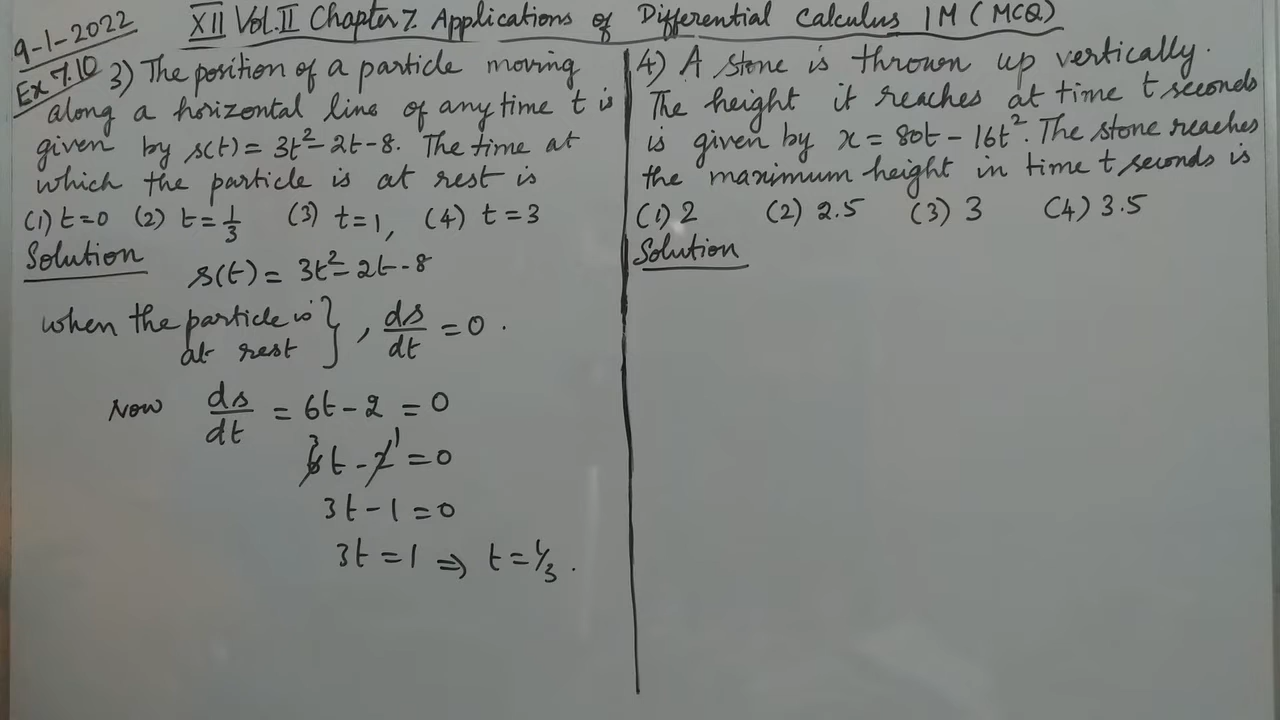 9-1-2022
XII Vol.II Chapter 7. Applications of Differential Calculus 1M (MCQ)
Ex 7.10
3) The position of a particle moving
along a horizontal line of any time t is
given by s(t) = 3t² - 2t - 8. The time at
which the particle is at rest is
(1) t = 0 (2) t = 1/3 (3) t = 1, (4) t = 3
Solution
s(t) = 3t² - 2t - 8
when the particle is } , ds/dt = 0 .
at rest
Now ds/dt = 6t - 2 = 0
3 1
6t - 2 = 0
3t - 1 = 0
3t = 1 ⇒ t = 1/3 .
4) A stone is thrown up vertically.
The height it reaches at time t seconds
is given by x = 80t - 16t². The stone reaches
the maximum height in time t seconds is
(1) 2 (2) 2.5 (3) 3 (4) 3.5
Solution